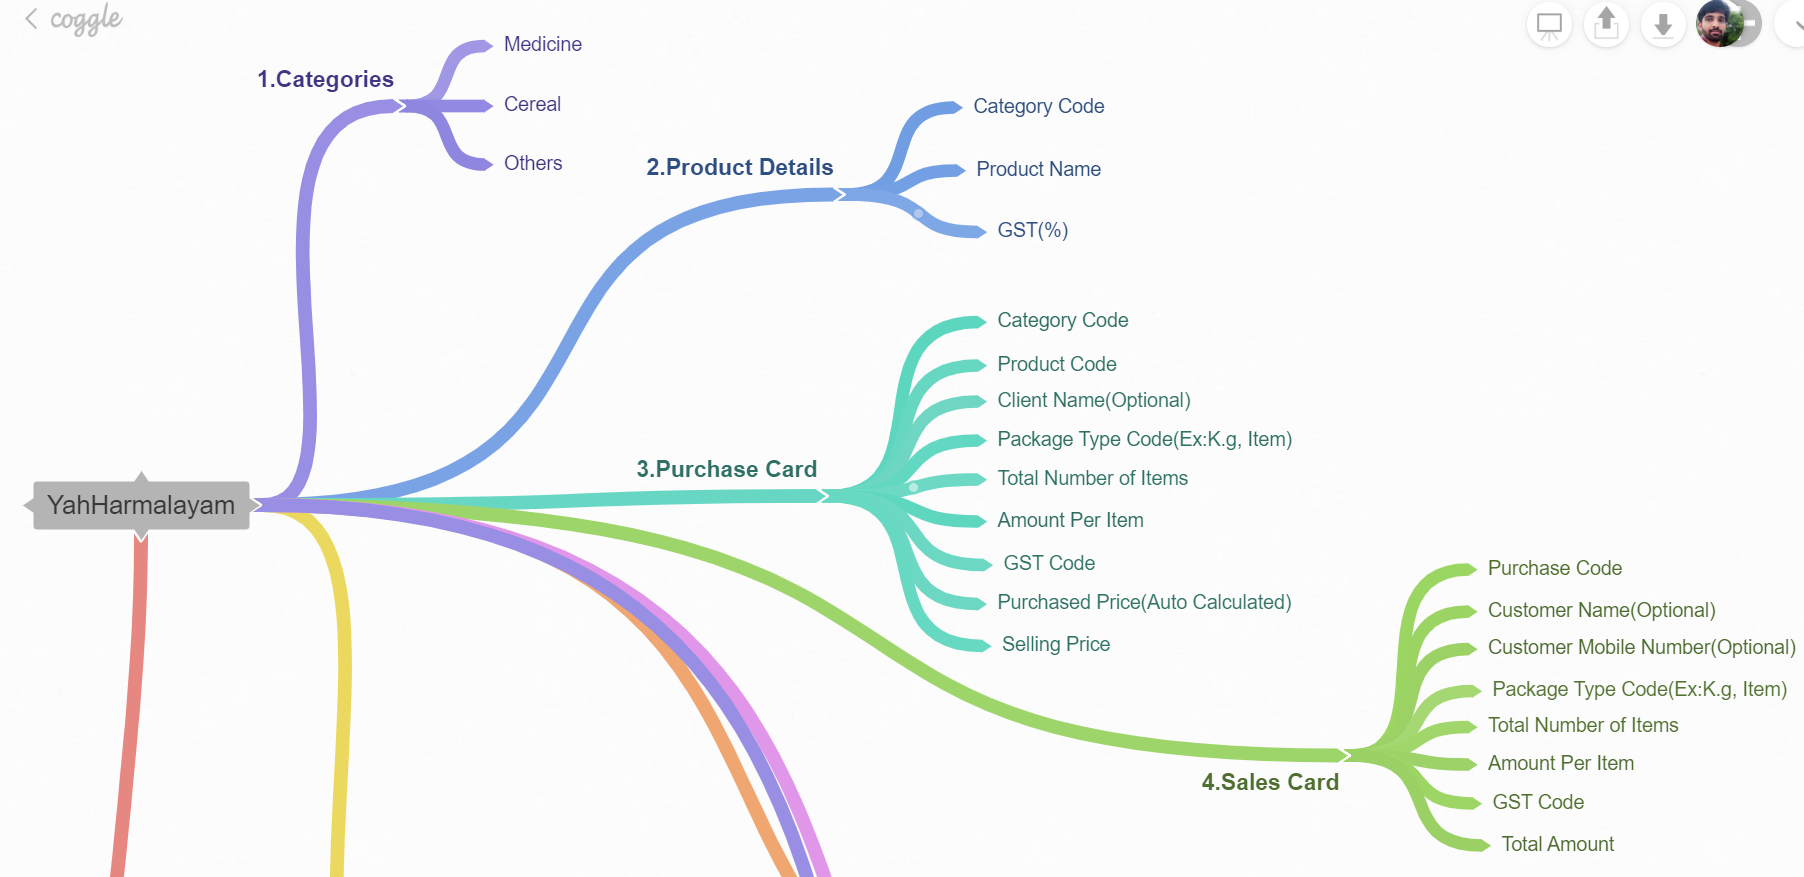 coggle
1.Categories
Medicine
Cereal
Others
2.Product Details
Category Code
Product Name
GST(%)
3.Purchase Card
Category Code
Product Code
Client Name(Optional)
Package Type Code(Ex:K.g, Item)
Total Number of Items
Amount Per Item
GST Code
Purchased Price(Auto Calculated)
Selling Price
YahHarmalayam
4.Sales Card
Purchase Code
Customer Name(Optional)
Customer Mobile Number(Optional)
Package Type Code(Ex:K.g, Item)
Total Number of Items
Amount Per Item
GST Code
Total Amount